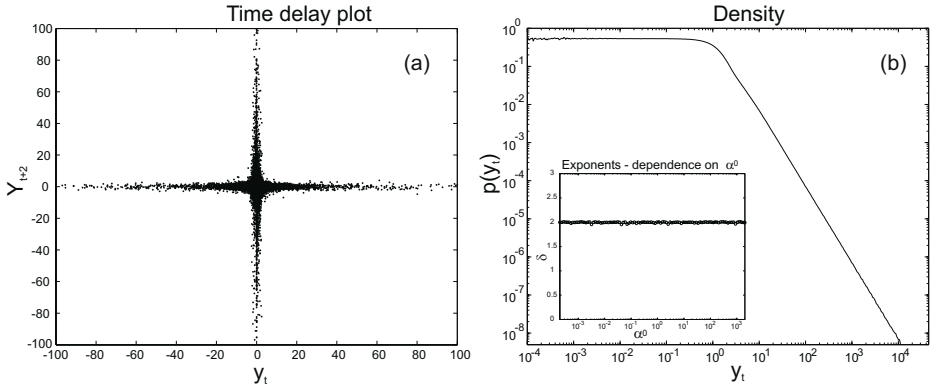 Time delay plot
(a)
100
80
60
40
20
0
-20
-40
-60
-80
-100
Y_{t+2}
-100 -80 -60 -40 -20 0 20 40 60 80 100
y_t
Density
(b)
10^0
10^-1
10^-2
10^-3
10^-4
10^-5
10^-6
10^-7
10^-8
p(y_t)
10^-4 10^-3 10^-2 10^-1 10^0 10^1 10^2 10^3 10^4
y_t
Exponents - dependence on α^0
3
2.5
2
1.5
1
0.5
0
δ
10^-3 10^-2 10^-1 10^0 10^1 10^2 10^3
α^0